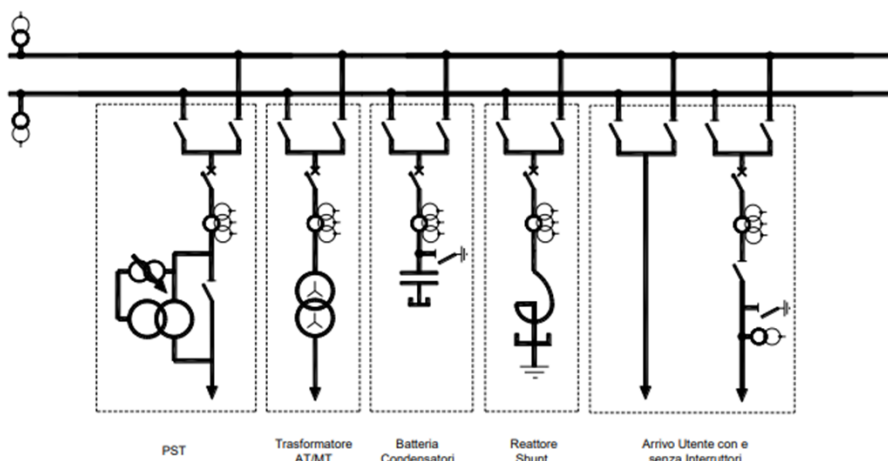 PST
Trasformatore
AT/MT
Batteria
Condensatori
Reattore
Shunt
Arrivo Utente con e
senza Interruttori